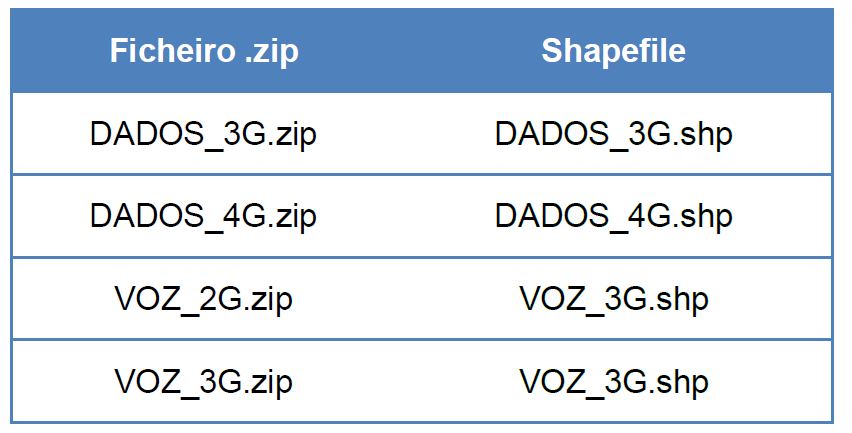 Ficheiro .zip Shapefile
DADOS_3G.zip DADOS_3G.shp
DADOS_4G.zip DADOS_4G.shp
VOZ_2G.zip VOZ_3G.shp
VOZ_3G.zip VOZ_3G.shp